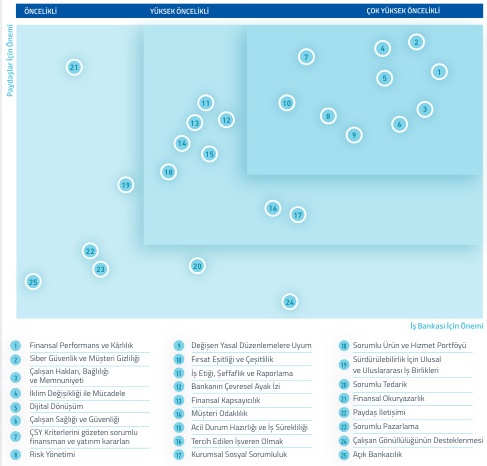 ÖNCELİKLİ
YÜKSEK ÖNCELİKLİ
ÇOK YÜKSEK ÖNCELİKLİ
Paydaşlar İçin Önemi
2
4
7
1
21
5
11
10
3
12
8
13
6
9
14
15
18
19
16
17
22
20
23
25
24
İş Bankası İçin Önemi
1 Finansal Performans ve Kârlılık
2 Siber Güvenlik ve Müşteri Gizliliği
3 Çalışan Hakları, Bağlılığı
ve Memnuniyeti
4 İklim Değişikliği ile Mücadele
5 Dijital Dönüşüm
6 Çalışan Sağlığı ve Güvenliği
7 ÇSY Kriterlerini gözeten sorumlu
finansman ve yatırım kararları
8 Risk Yönetimi
9 Değişen Yasal Düzenlemelere Uyum
10 Fırsat Eşitliği ve Çeşitlilik
11 İş Etiği, Şeffaflık ve Raporlama
12 Bankanın Çevresel Ayak İzi
13 Finansal Kapsayıcılık
14 Müşteri Odaklılık
15 Acil Durum Hazırlığı ve İş Sürekliliği
16 Tercih Edilen İşveren Olmak
17 Kurumsal Sosyal Sorumluluk
18 Sorumlu Ürün ve Hizmet Portföyü
19 Sürdürülebilirlik İçin Ulusal
ve Uluslararası İş Birlikleri
20 Sorumlu Tedarik
21 Finansal Okuryazarlık
22 Paydaş İletişimi
23 Sorumlu Pazarlama
24 Çalışan Gönüllülüğünün Desteklenmesi
25 Açık Bankacılık